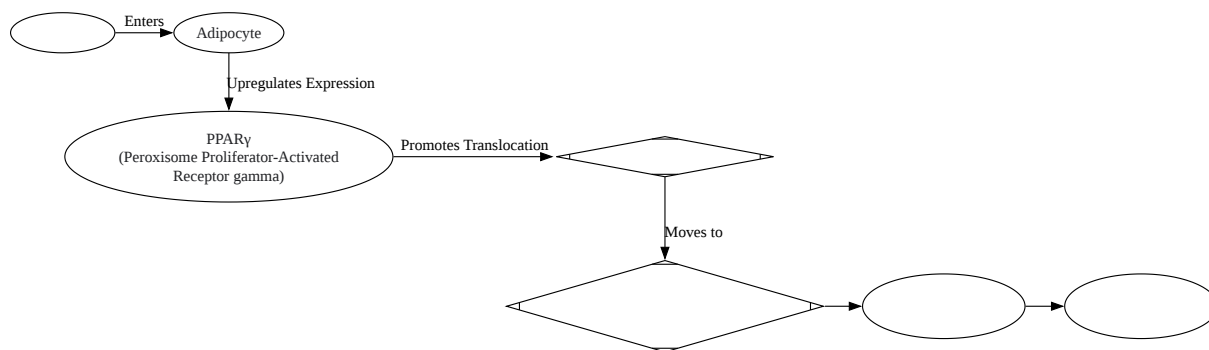 Enters
Adipocyte
Upregulates Expression
PPARγ
(Peroxisome Proliferator-Activated
Receptor gamma)
Promotes Translocation
Moves to